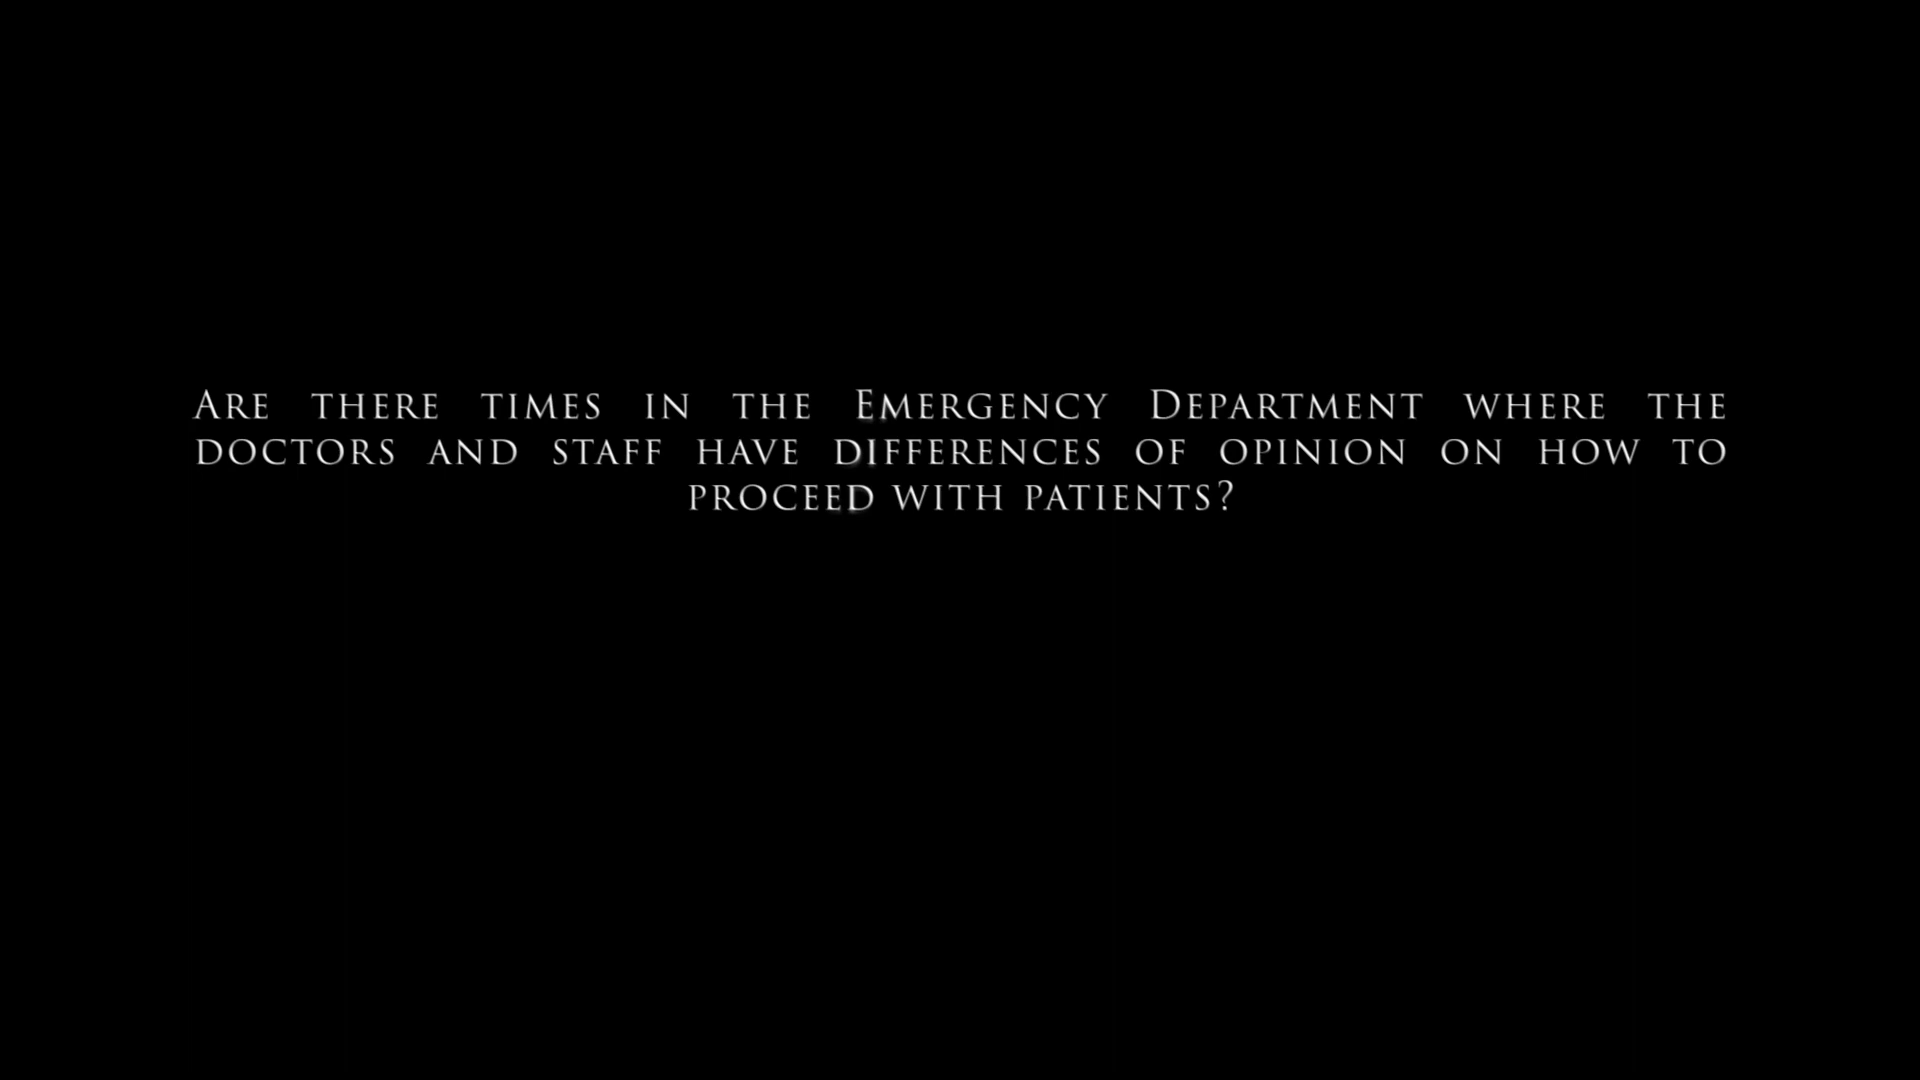 Are there times in the Emergency Department where the
doctors and staff have differences of opinion on how to
proceed with patients?